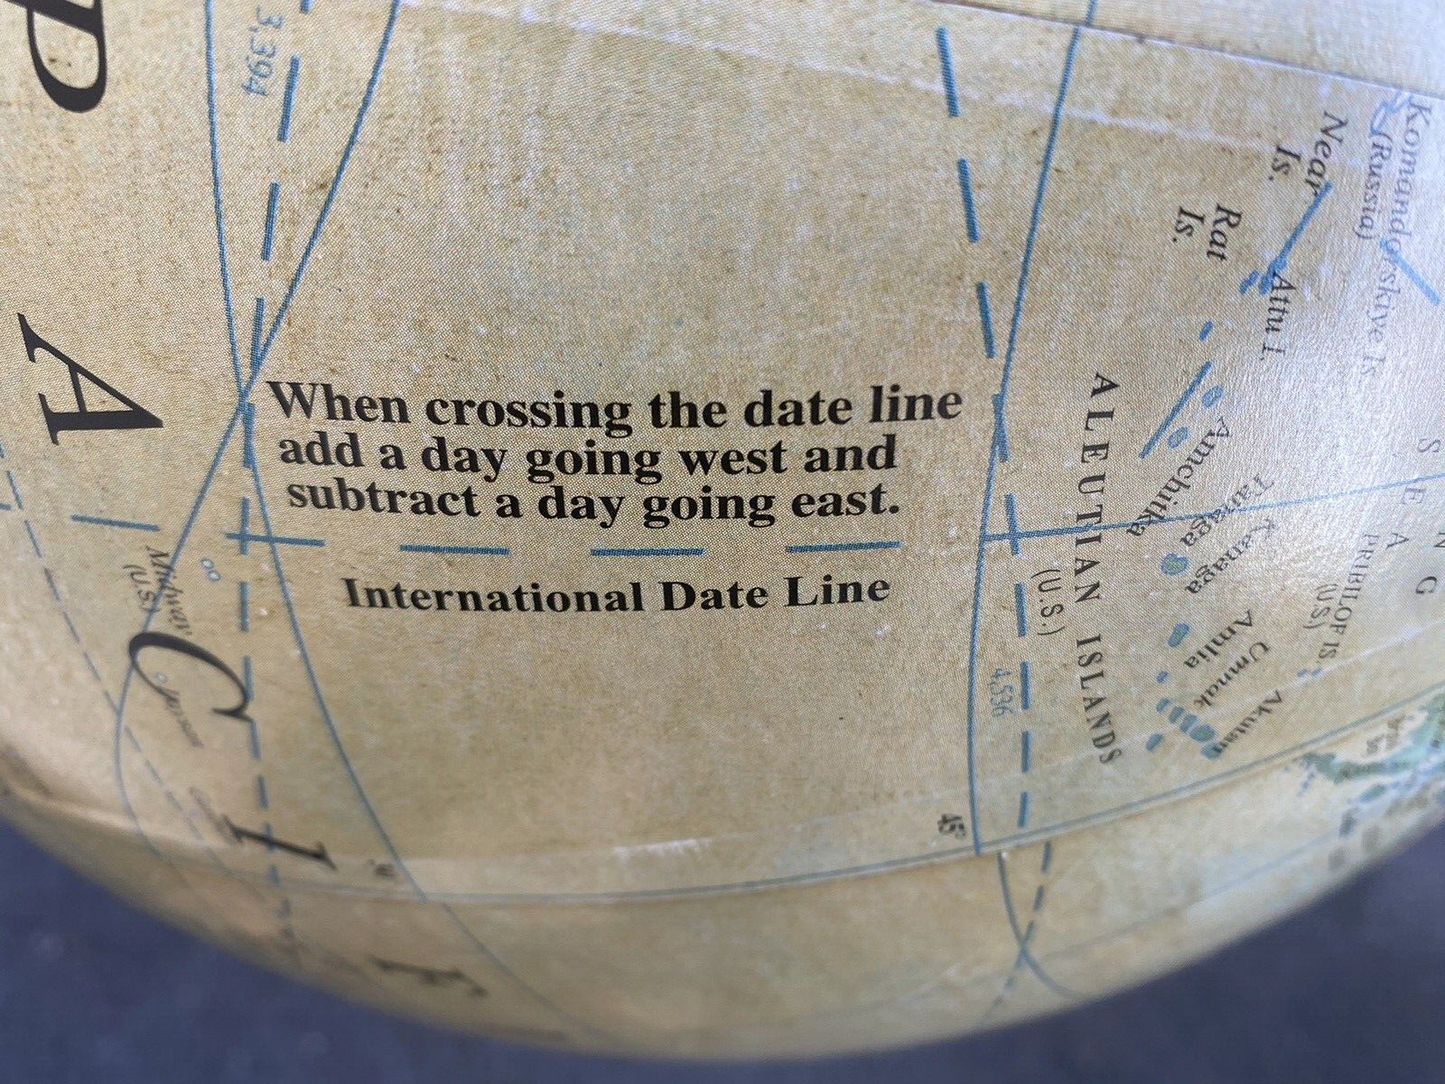 When crossing the date line
add a day going west and
subtract a day going east.
International Date Line
P
A
C
I
F
3,394
4,536
45°
Midway
(U.S.)
ALEUTIAN ISLANDS
(U.S.)
Near
Is.
Rat
Is.
Attu I.
Komandorskiye Is.
(Russia)
Amchitka
Tanaga
Kanaga
Amlia
Umnak
Akutan
PRIBILOF IS.
(U.S.)
S E A
N G